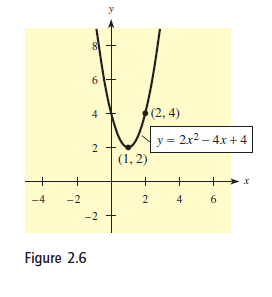 y
8
6
4
(2, 4)
y = 2x² – 4x + 4
2
(1, 2)
x
–4 –2 2 4 6
–2
Figure 2.6